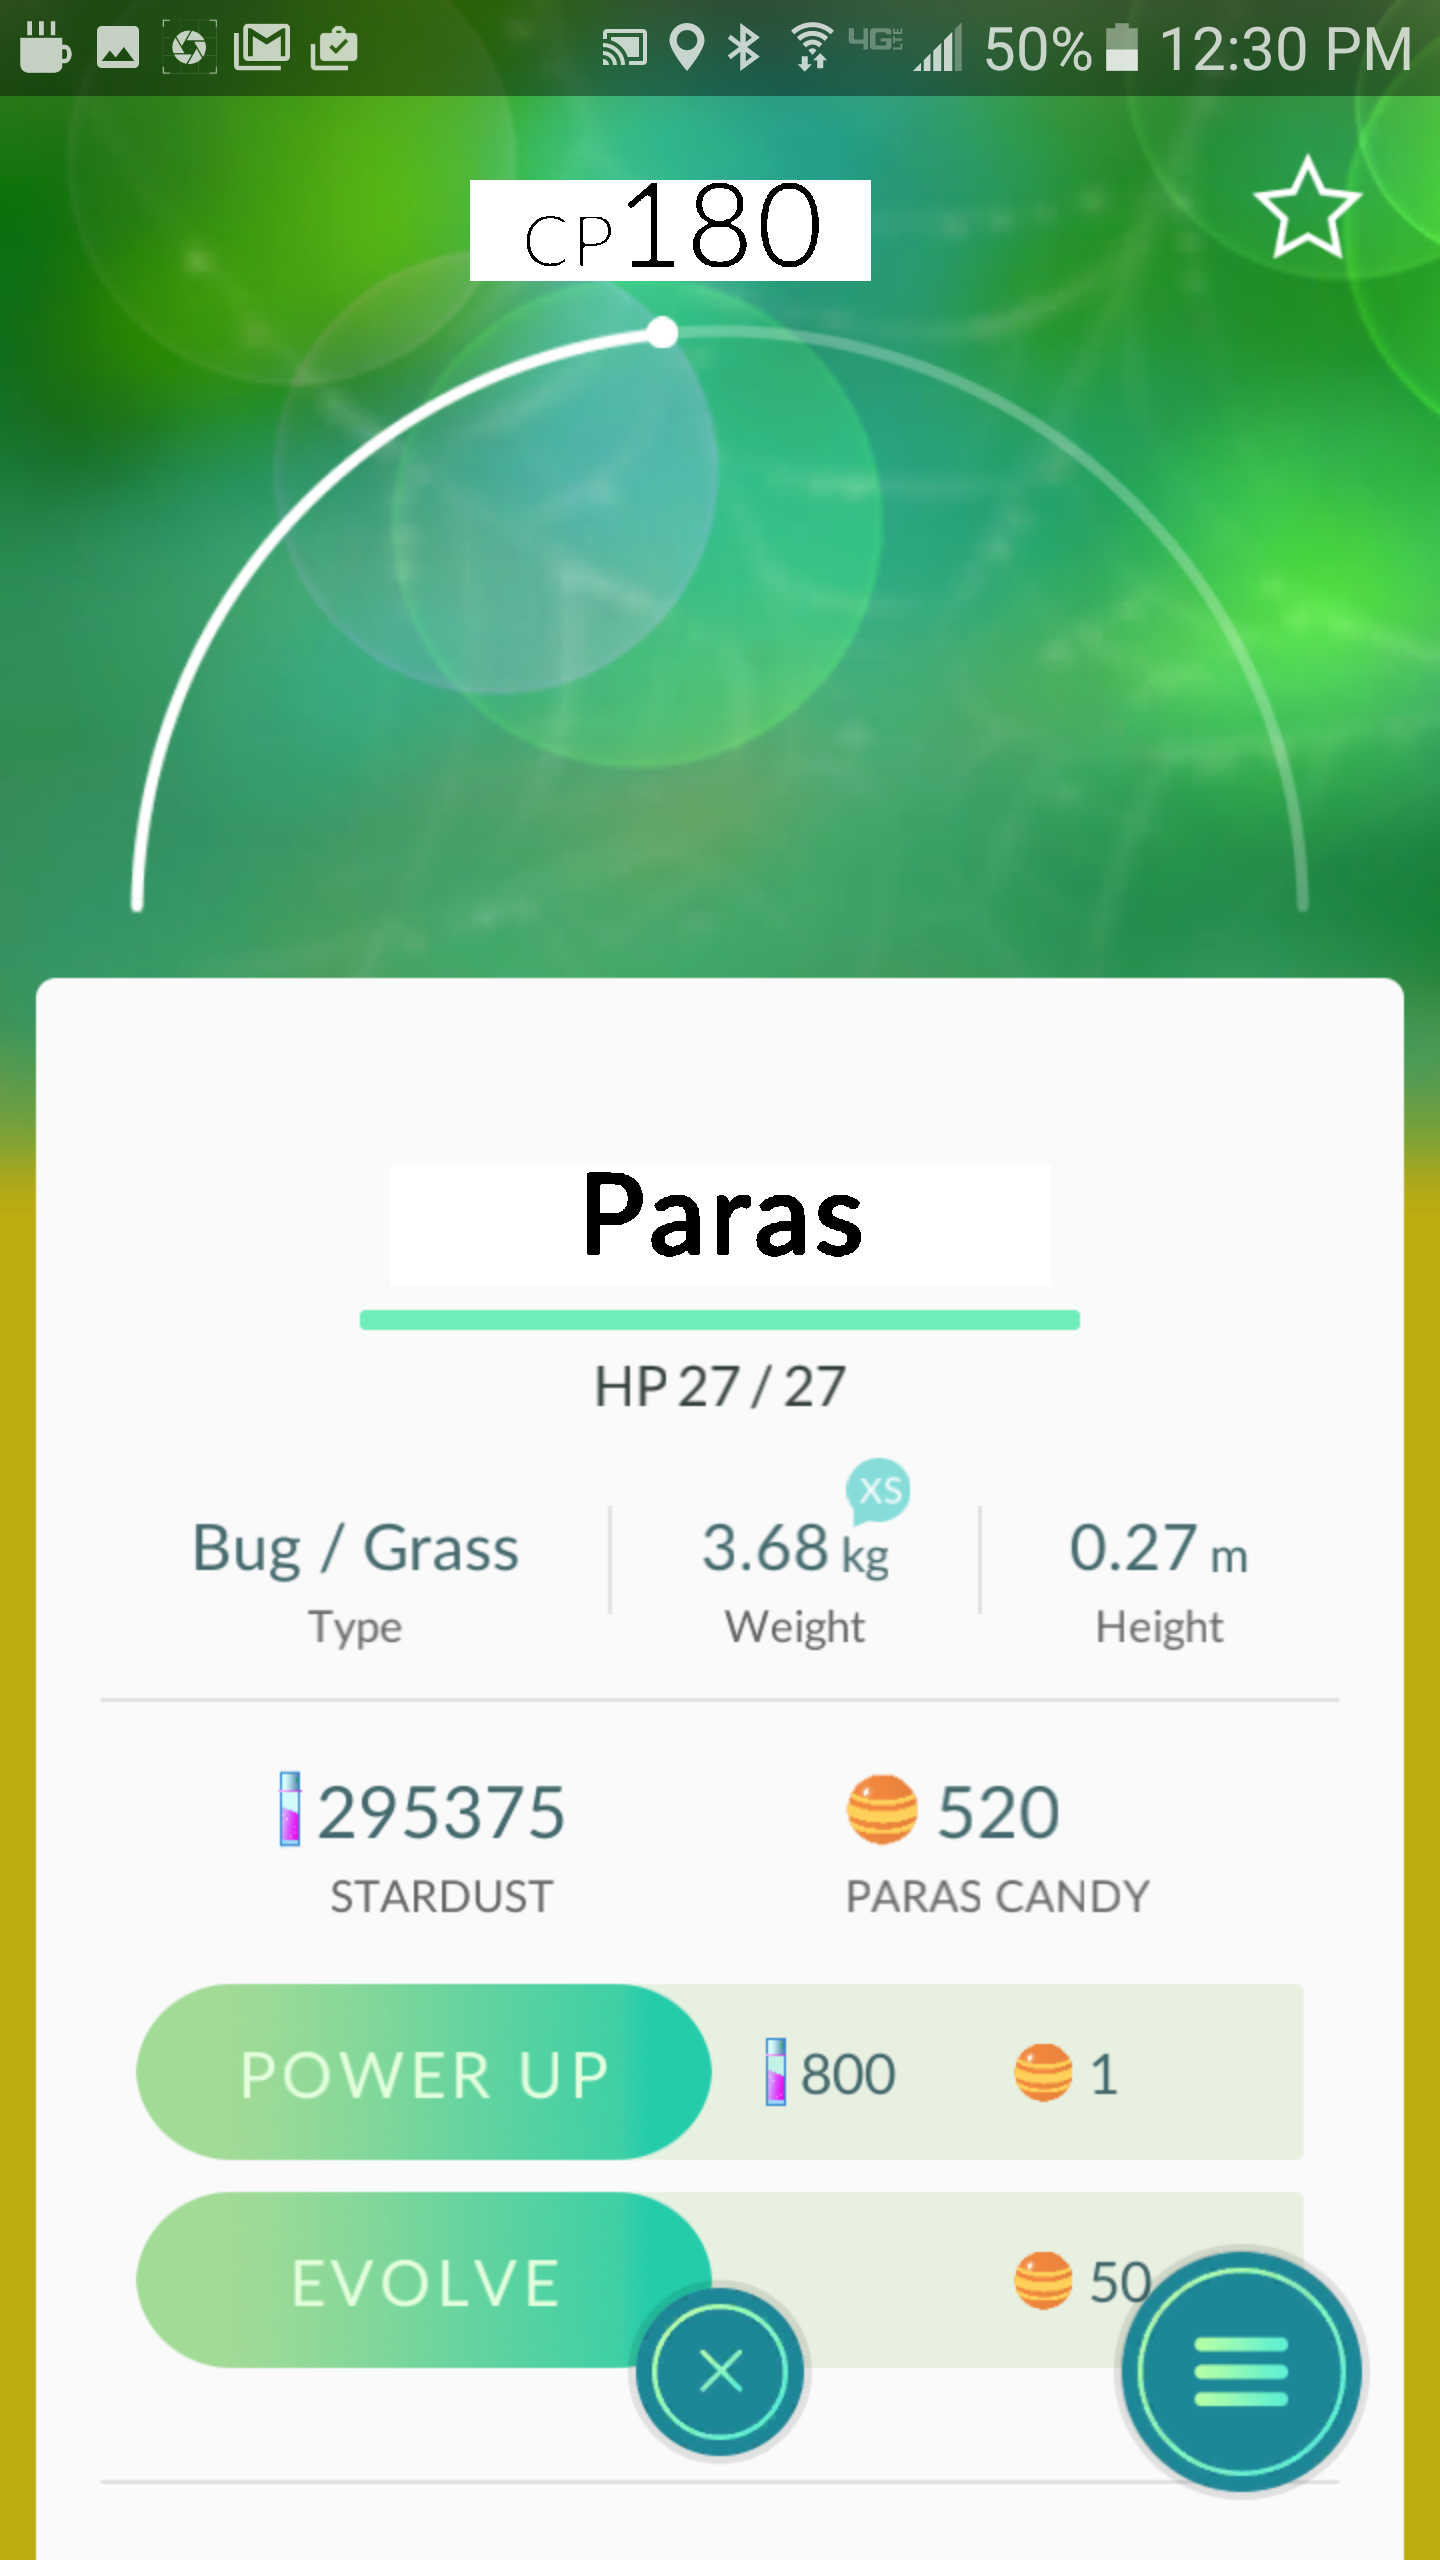 50% 12:30 PM
CP180
Paras
HP 27 / 27
XS
Bug / Grass 3.68 kg 0.27 m
Type Weight Height
295375 520
STARDUST PARAS CANDY
POWER UP 800 1
EVOLVE 50